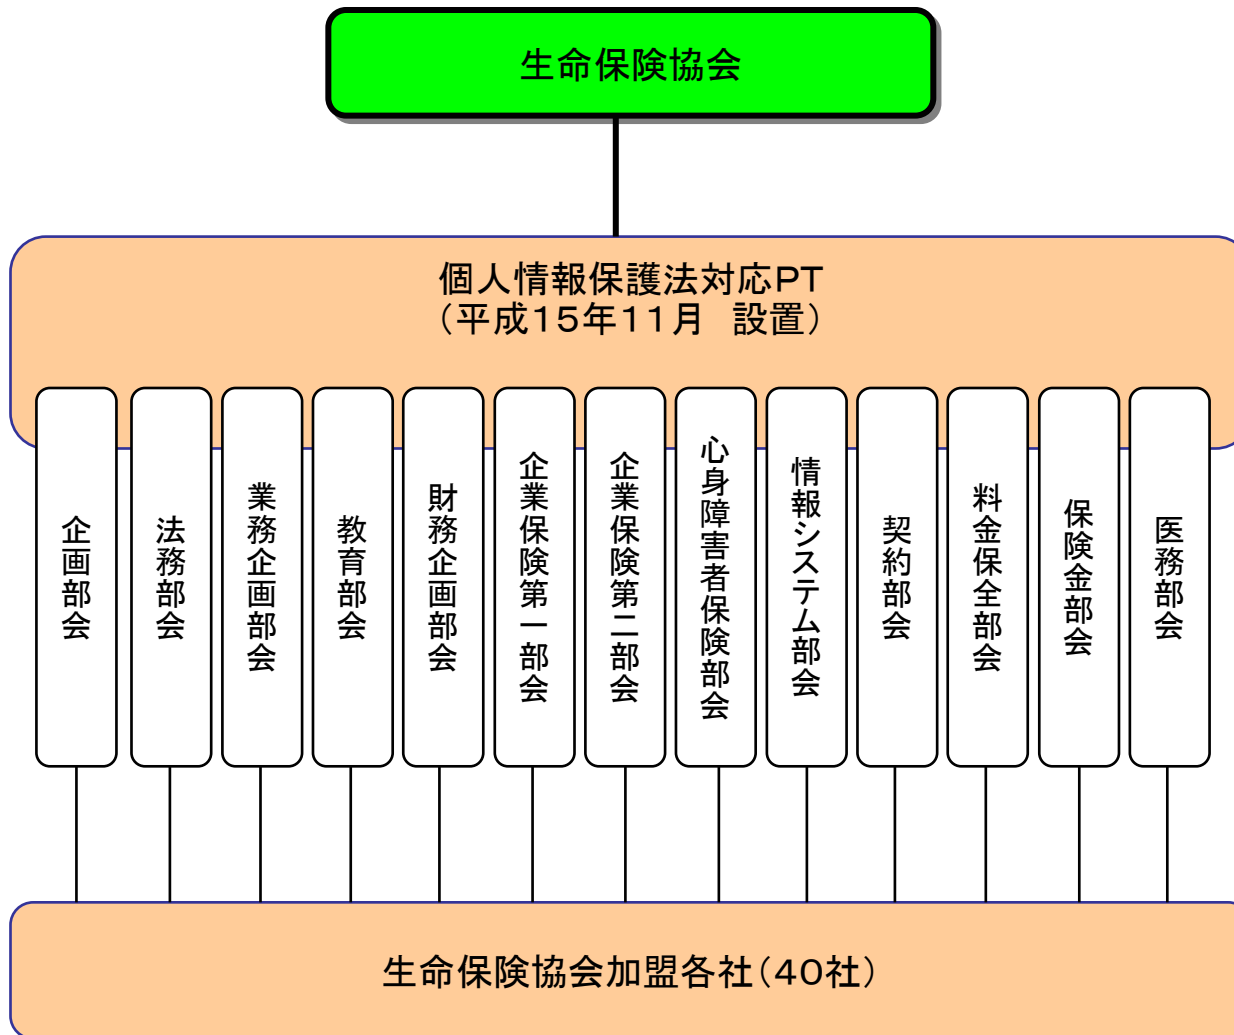 生命保険協会
個人情報保護法対応PT
（平成15年11月　設置）
企画部会
法務部会
業務企画部会
教育部会
財務企画部会
企業保険第一部会
企業保険第二部会
心身障害者保険部会
情報システム部会
契約部会
料金保全部会
保険金部会
医務部会
生命保険協会加盟各社（40社）